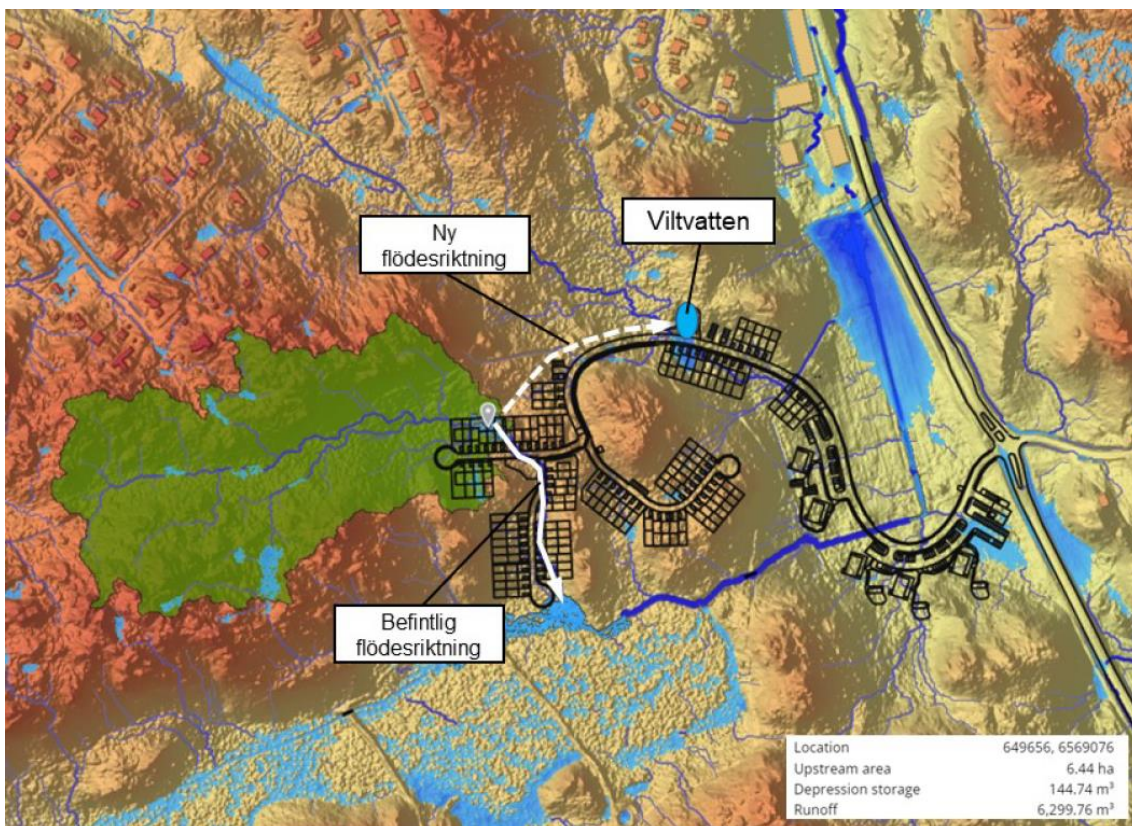 Ny
flödesriktning
Viltvatten
Befintlig
flödesriktning
Location 649656, 6569076
Upstream area 6.44 ha
Depression storage 144.74 m³
Runoff 6,299.76 m³